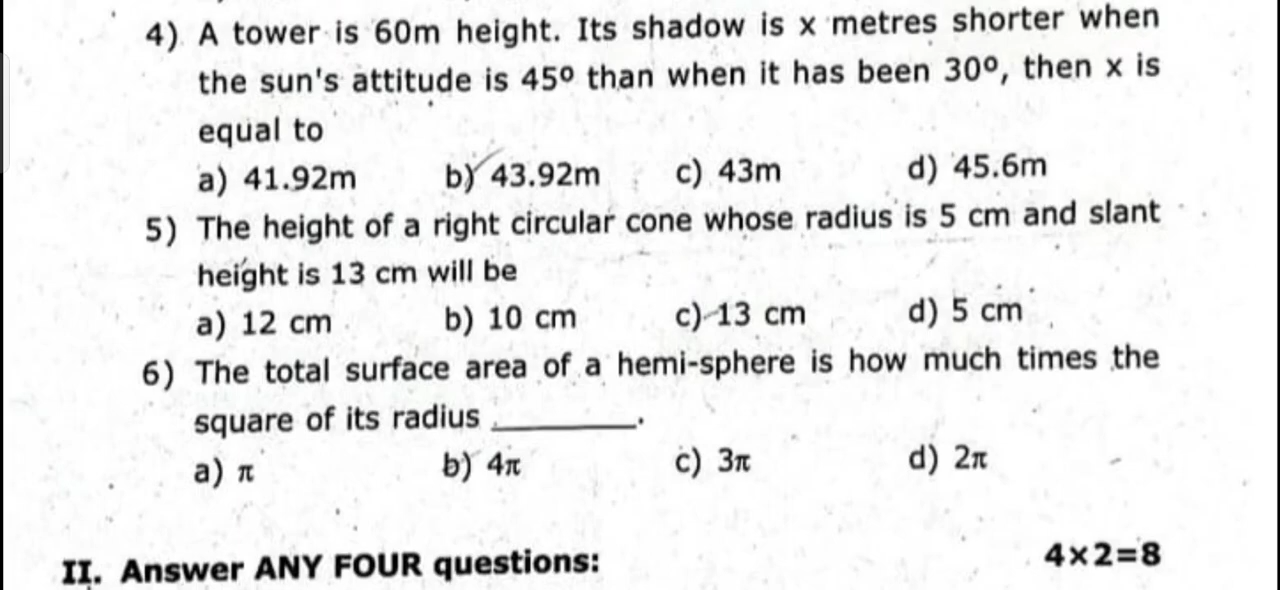 4) A tower is 60m height. Its shadow is x metres shorter when
the sun's attitude is 45º than when it has been 30º, then x is
equal to
a) 41.92m b) 43.92m c) 43m d) 45.6m
5) The height of a right circular cone whose radius is 5 cm and slant
height is 13 cm will be
a) 12 cm b) 10 cm c) 13 cm d) 5 cm
6) The total surface area of a hemi-sphere is how much times the
square of its radius ________.
a) π b) 4π c) 3π d) 2π
II. Answer ANY FOUR questions: 4×2=8